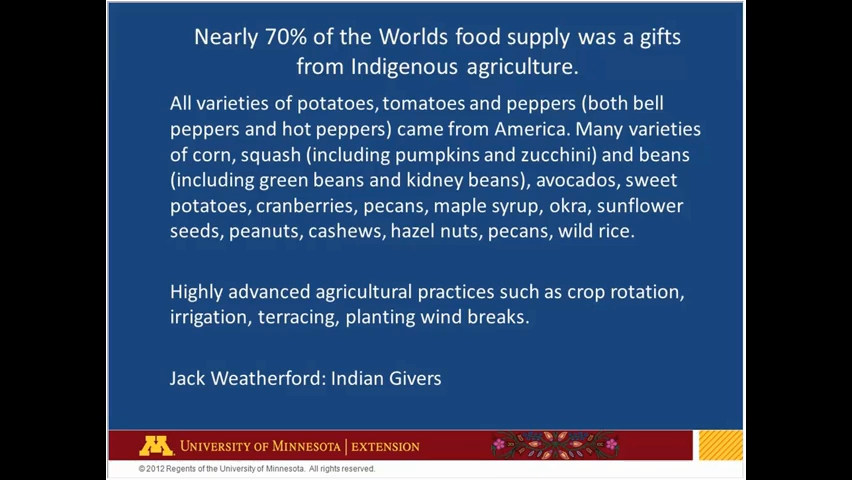 Nearly 70% of the Worlds food supply was a gifts
from Indigenous agriculture.
All varieties of potatoes, tomatoes and peppers (both bell
peppers and hot peppers) came from America. Many varieties
of corn, squash (including pumpkins and zucchini) and beans
(including green beans and kidney beans), avocados, sweet
potatoes, cranberries, pecans, maple syrup, okra, sunflower
seeds, peanuts, cashews, hazel nuts, pecans, wild rice.
Highly advanced agricultural practices such as crop rotation,
irrigation, terracing, planting wind breaks.
Jack Weatherford: Indian Givers
M UNIVERSITY OF MINNESOTA | EXTENSION
© 2012 Regents of the University of Minnesota. All rights reserved.